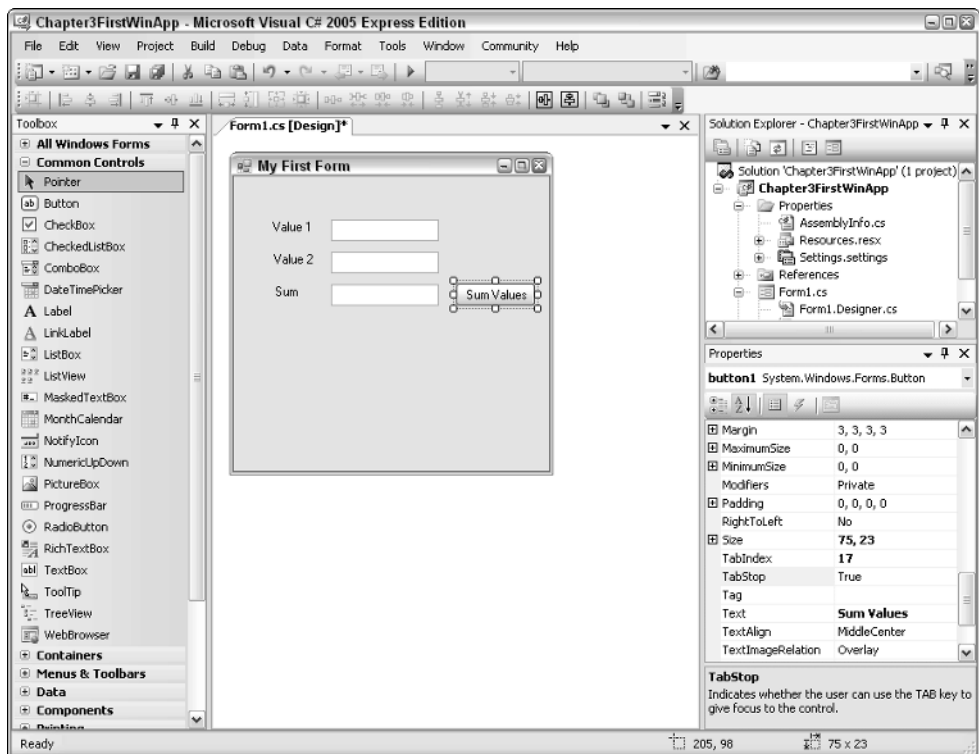 Chapter3FirstWinApp - Microsoft Visual C# 2005 Express Edition
File Edit View Project Build Debug Data Format Tools Window Community Help
Toolbox
All Windows Forms
Common Controls
Pointer
Button
CheckBox
CheckedListBox
ComboBox
DateTimePicker
Label
LinkLabel
ListBox
ListView
MaskedTextBox
MonthCalendar
NotifyIcon
NumericUpDown
PictureBox
ProgressBar
RadioButton
RichTextBox
TextBox
ToolTip
TreeView
WebBrowser
Containers
Menus & Toolbars
Data
Components
Printing
Form1.cs [Design]*
My First Form
Value 1
Value 2
Sum
Sum Values
Solution Explorer - Chapter3FirstWinApp
Solution 'Chapter3FirstWinApp' (1 project)
Chapter3FirstWinApp
Properties
AssemblyInfo.cs
Resources.resx
Settings.settings
References
Form1.cs
Form1.Designer.cs
Properties
button1 System.Windows.Forms.Button
Margin 3, 3, 3, 3
MaximumSize 0, 0
MinimumSize 0, 0
Modifiers Private
Padding 0, 0, 0, 0
RightToLeft No
Size 75, 23
TabIndex 17
TabStop True
Tag
Text Sum Values
TextAlign MiddleCenter
TextImageRelation Overlay
TabStop
Indicates whether the user can use the TAB key to
give focus to the control.
Ready 205, 98 75 x 23